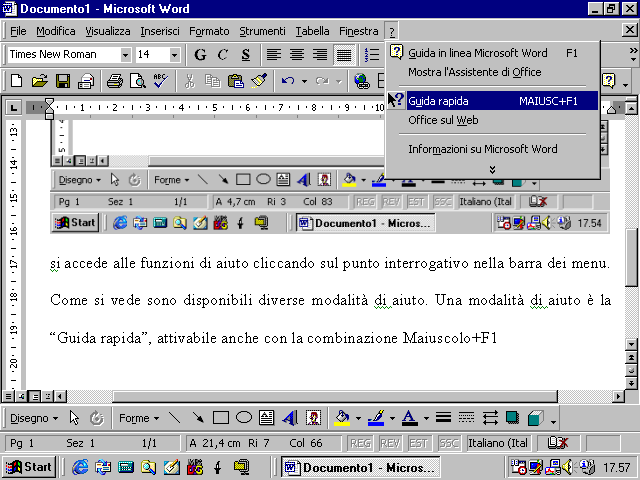 Documento1 - Microsoft Word
File Modifica Visualizza Inserisci Formato Strumenti Tabella Finestra ?
Times New Roman 14 G C S
Guida in linea Microsoft Word F1
Mostra l'Assistente di Office
Guida rapida MAIUSC+F1
Office sul Web
Informazioni su Microsoft Word
Disegno Forme
Pg 1 Sez 1 1/1 A 4,7 cm Ri 3 Col 83 REG REV EST SSC Italiano (Ital
Start Documento1 - Micros... 17.54
si accede alle funzioni di aiuto cliccando sul punto interrogativo nella barra dei menu.
Come si vede sono disponibili diverse modalità di aiuto. Una modalità di aiuto è la
“Guida rapida”, attivabile anche con la combinazione Maiuscolo+F1
Disegno Forme
Pg 1 Sez 1 1/1 A 21,4 cm Ri 7 Col 66 REG REV EST SSC Italiano (Ital
Start Documento1 - Micros... 17.57